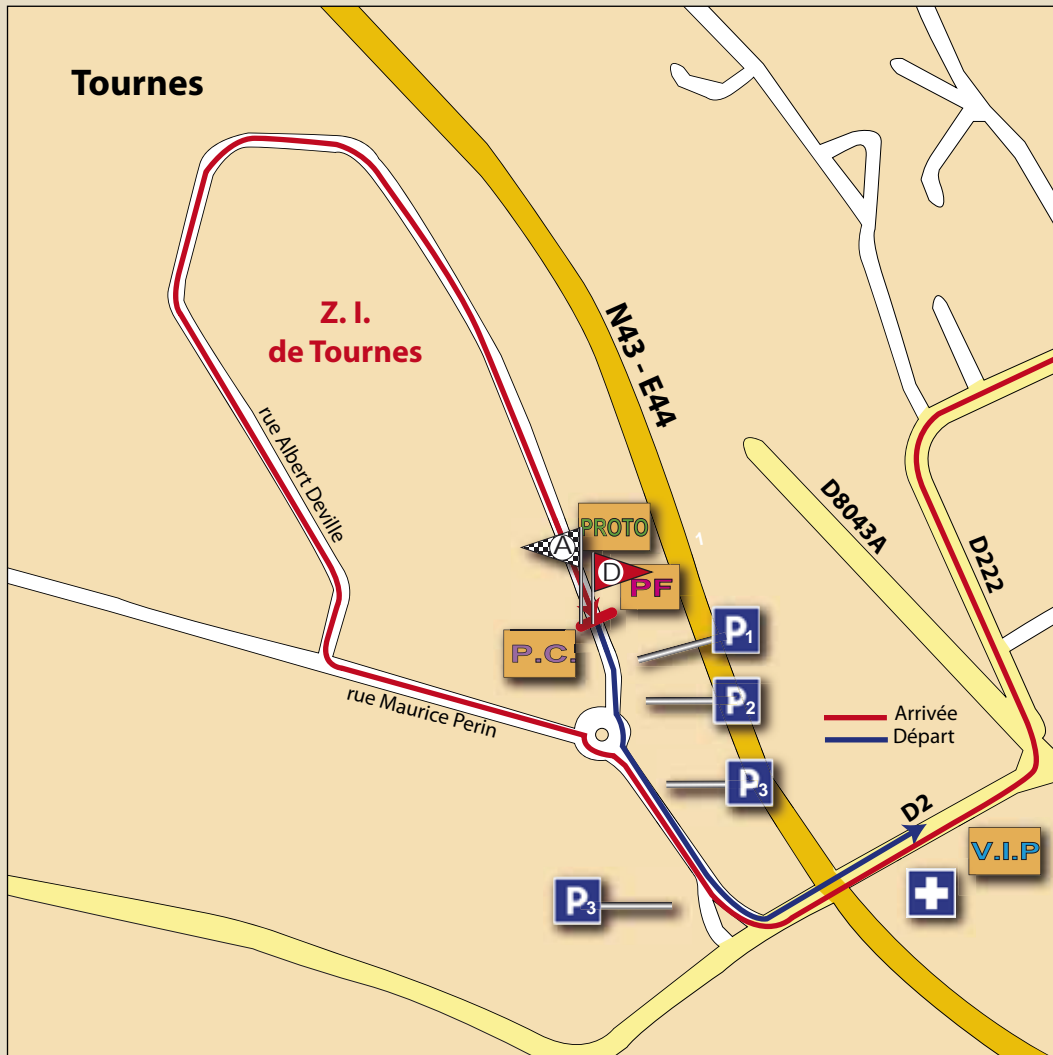 Tournes
Z. I.
de Tournes
N43 - E44
rue Albert Deville
D8043A
D222
PROTO
A
D
PF
1
P1
P.C.
P2
rue Maurice Perin
Arrivée
Départ
P3
D2
V.I.P
P3